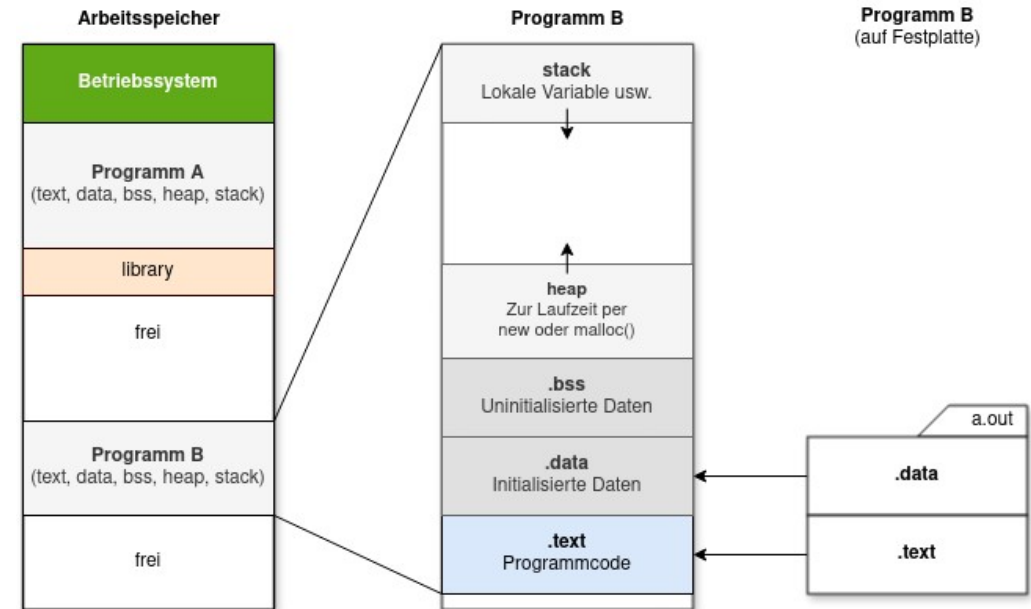 Arbeitsspeicher
Betriebssystem
Programm A
(text, data, bss, heap, stack)
library
frei
Programm B
(text, data, bss, heap, stack)
frei
Programm B
stack
Lokale Variable usw.
heap
Zur Laufzeit per
new oder malloc()
.bss
Uninitialisierte Daten
.data
Initialisierte Daten
.text
Programmcode
Programm B
(auf Festplatte)
a.out
.data
.text